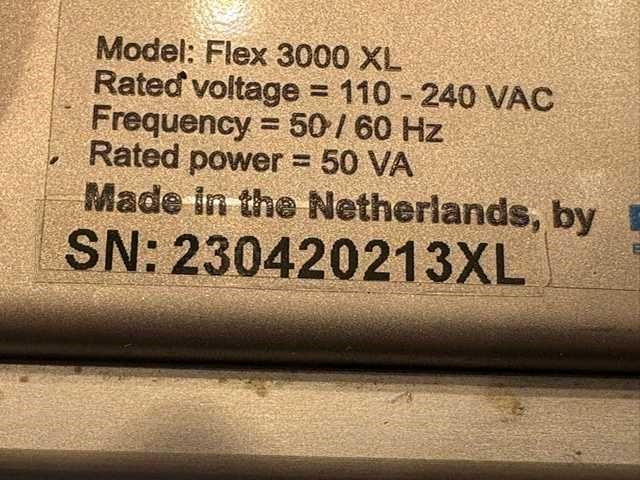 Model: Flex 3000 XL
Rated voltage = 110 - 240 VAC
Frequency = 50 / 60 Hz
Rated power = 50 VA
Made in the Netherlands, by
SN: 230420213XL